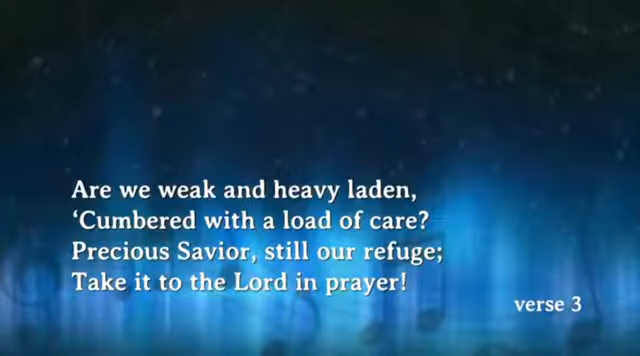 Are we weak and heavy laden,
‘Cumbered with a load of care?
Precious Savior, still our refuge;
Take it to the Lord in prayer!
verse 3